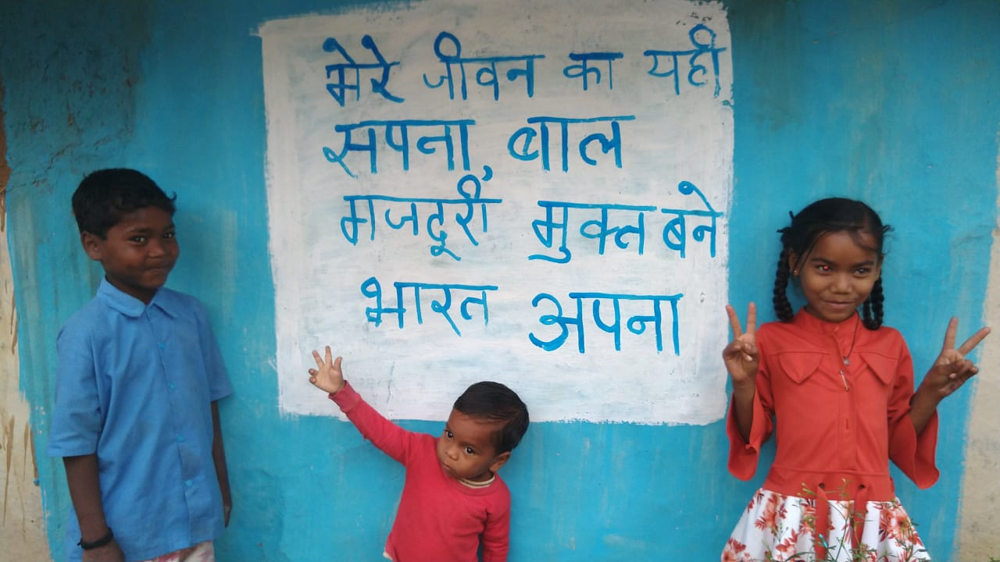 मेरे जीवन का यही
सपना, बाल
मजदूरी मुक्त बने
भारत अपना